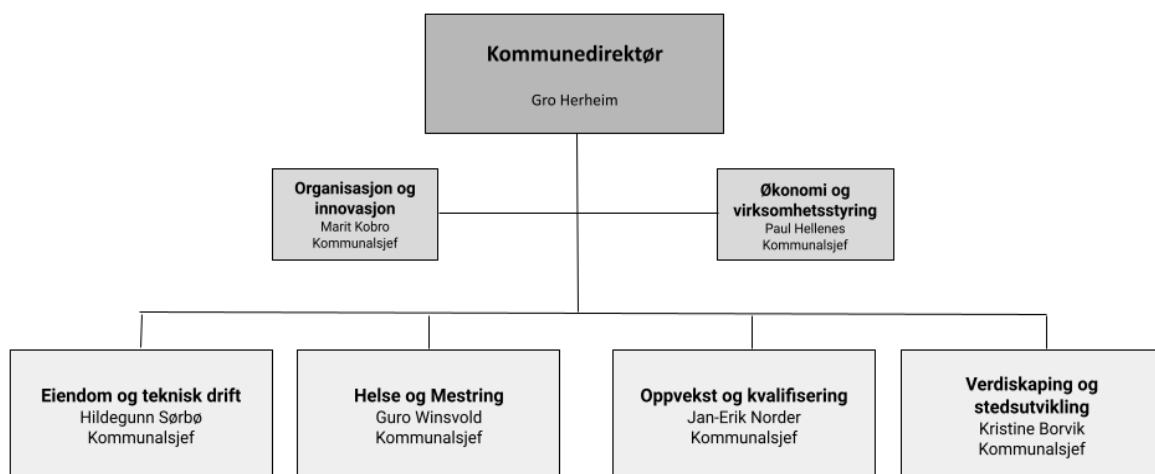 Kommunedirektør
Gro Herheim
Organisasjon og
innovasjon
Marit Kobro
Kommunalsjef
Økonomi og
virksomhetsstyring
Paul Hellenes
Kommunalsjef
Eiendom og teknisk drift
Hildegunn Sørbø
Kommunalsjef
Helse og Mestring
Guro Winsvold
Kommunalsjef
Oppvekst og kvalifisering
Jan-Erik Norder
Kommunalsjef
Verdiskaping og
stedsutvikling
Kristine Borvik
Kommunalsjef